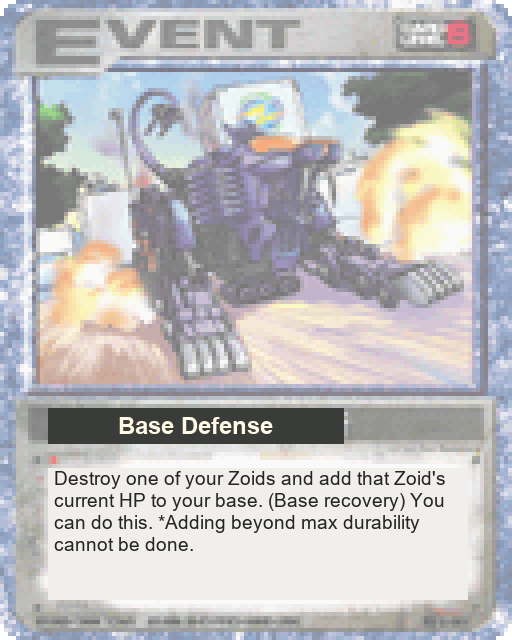 EVENT
8
Base Defense
Destroy one of your Zoids and add that Zoid's
current HP to your base. (Base recovery) You
can do this. *Adding beyond max durability
cannot be done.